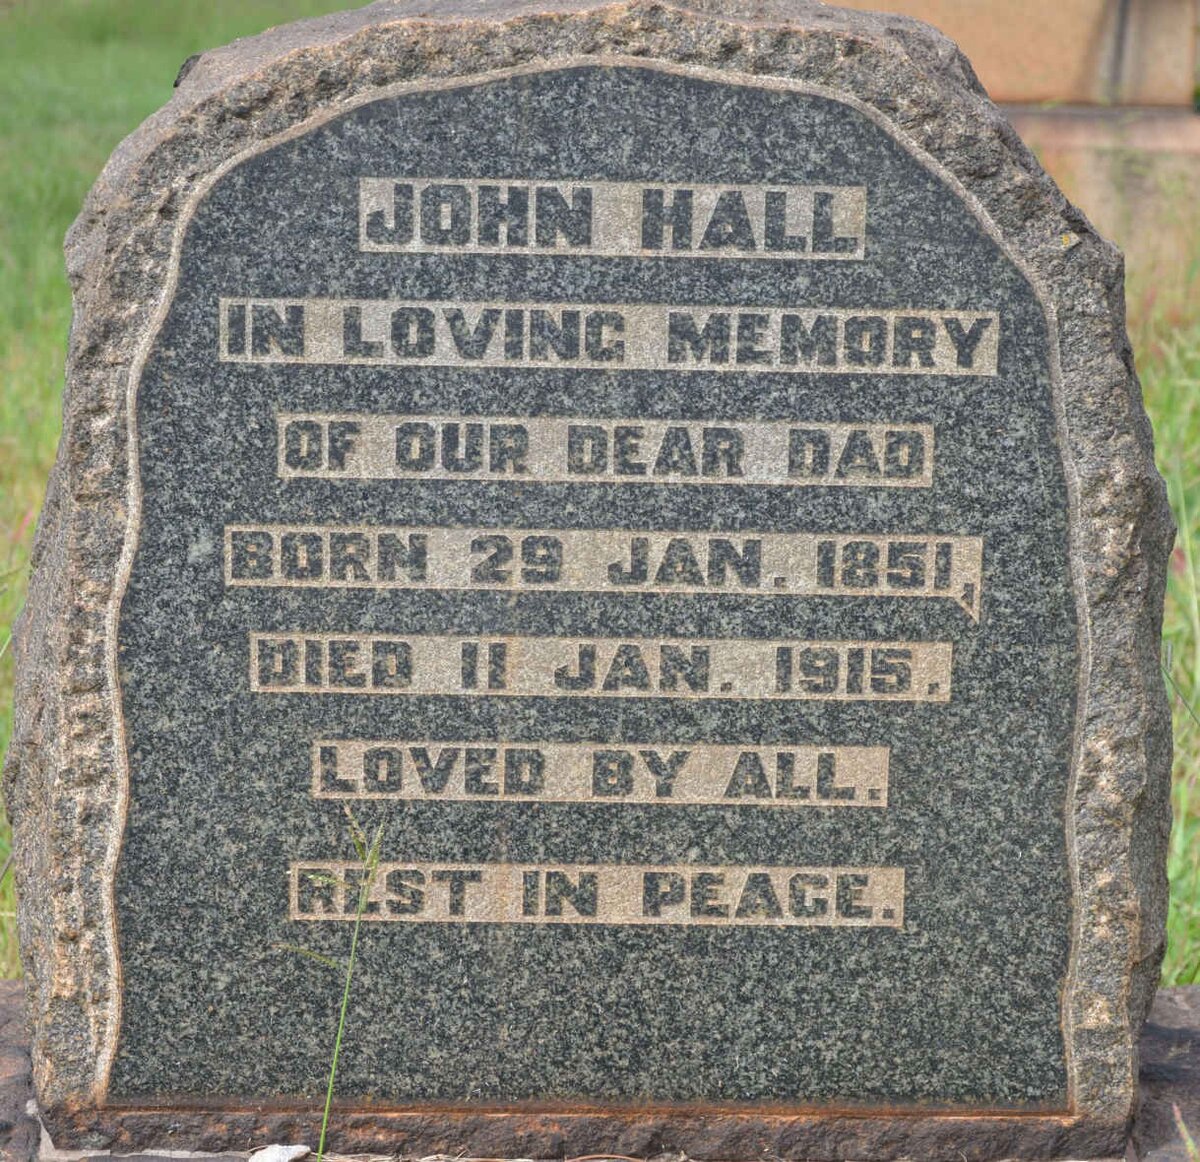 JOHN HALL
IN LOVING MEMORY
OF OUR DEAR DAD
BORN 29 JAN. 1851,
DIED 11 JAN. 1915.
LOVED BY ALL.
REST IN PEACE.